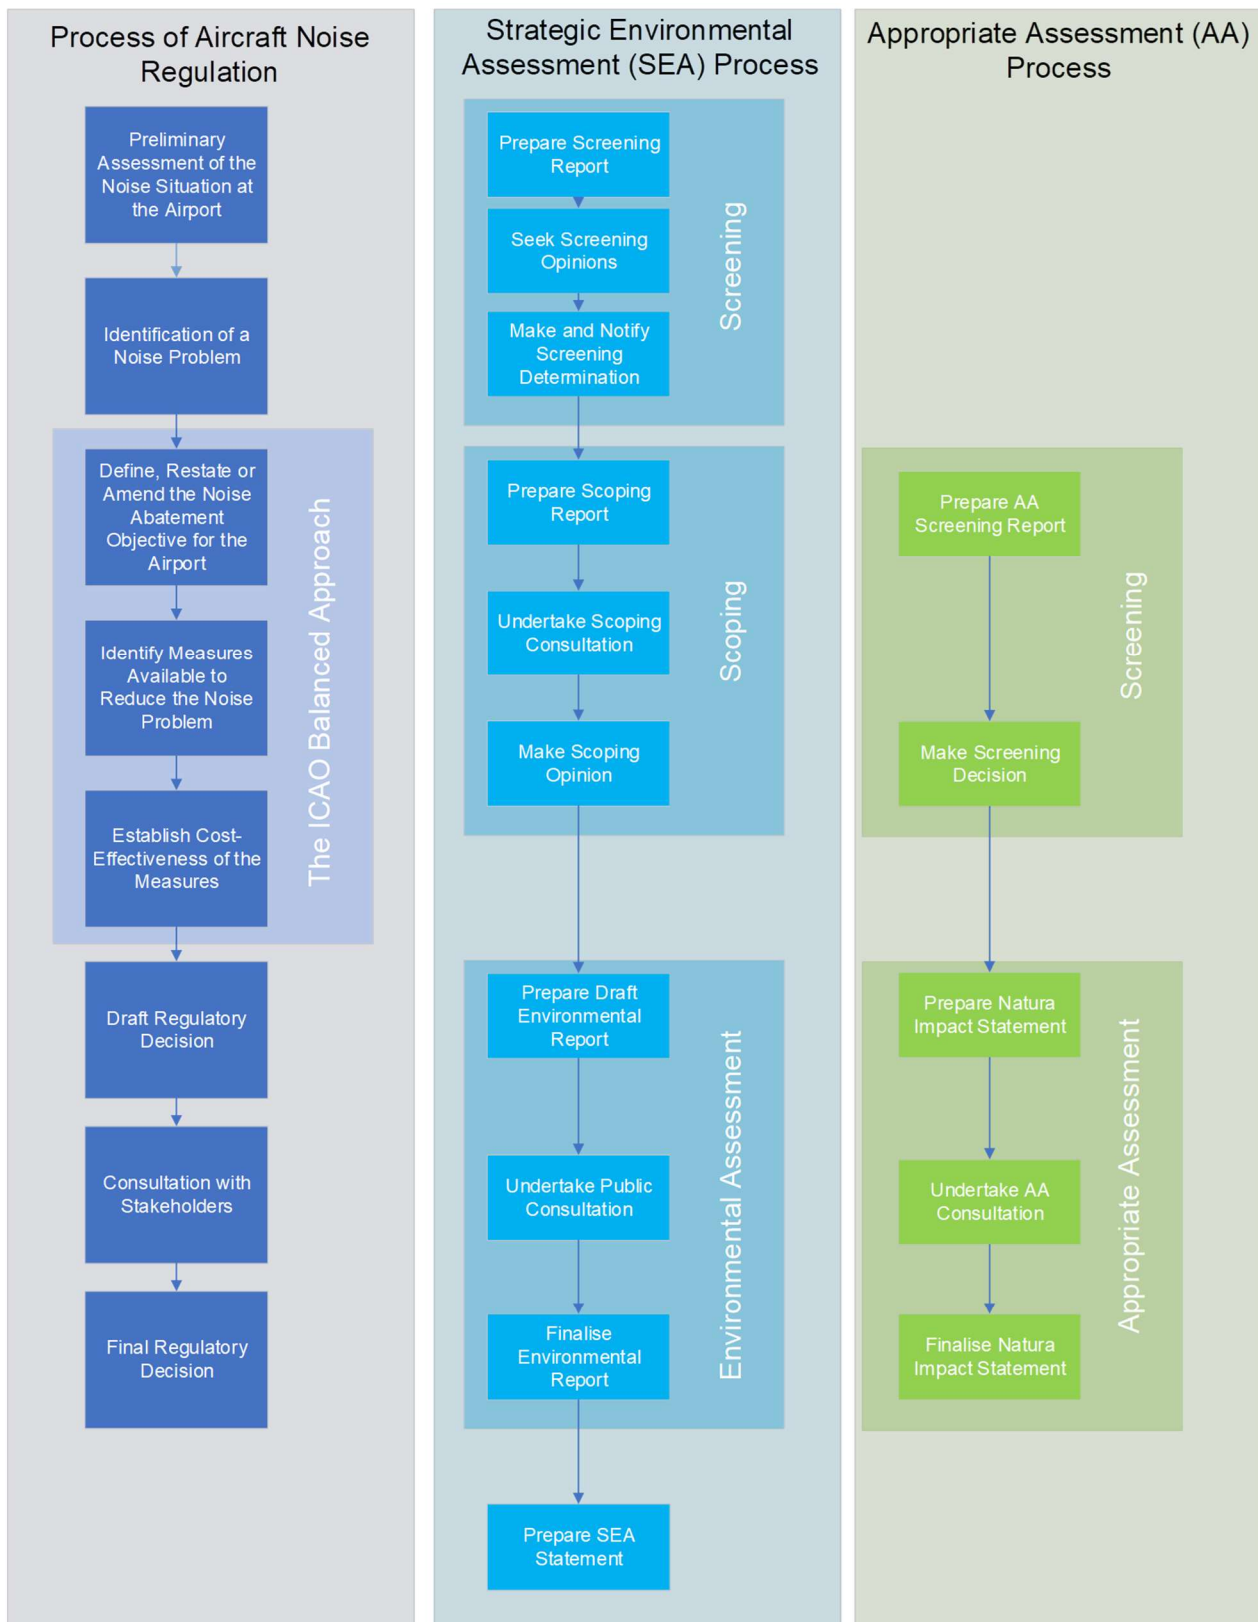 Process of Aircraft Noise
Regulation
Preliminary
Assessment of the
Noise Situation at
the Airport
Identification of a
Noise Problem
Define, Restate or
Amend the Noise
Abatement
Objective for the
Airport
Identify Measures
Available to
Reduce the Noise
Problem
Establish Cost-
Effectiveness of the
Measures
The ICAO Balanced Approach
Draft Regulatory
Decision
Consultation with
Stakeholders
Final Regulatory
Decision
Strategic Environmental
Assessment (SEA) Process
Prepare Screening
Report
Seek Screening
Opinions
Make and Notify
Screening
Determination
Screening
Prepare Scoping
Report
Undertake Scoping
Consultation
Make Scoping
Opinion
Scoping
Prepare Draft
Environmental
Report
Undertake Public
Consultation
Finalise
Environmental
Report
Environmental Assessment
Prepare SEA
Statement
Appropriate Assessment (AA)
Process
Prepare AA
Screening Report
Make Screening
Decision
Screening
Prepare Natura
Impact Statement
Undertake AA
Consultation
Finalise Natura
Impact Statement
Appropriate Assessment